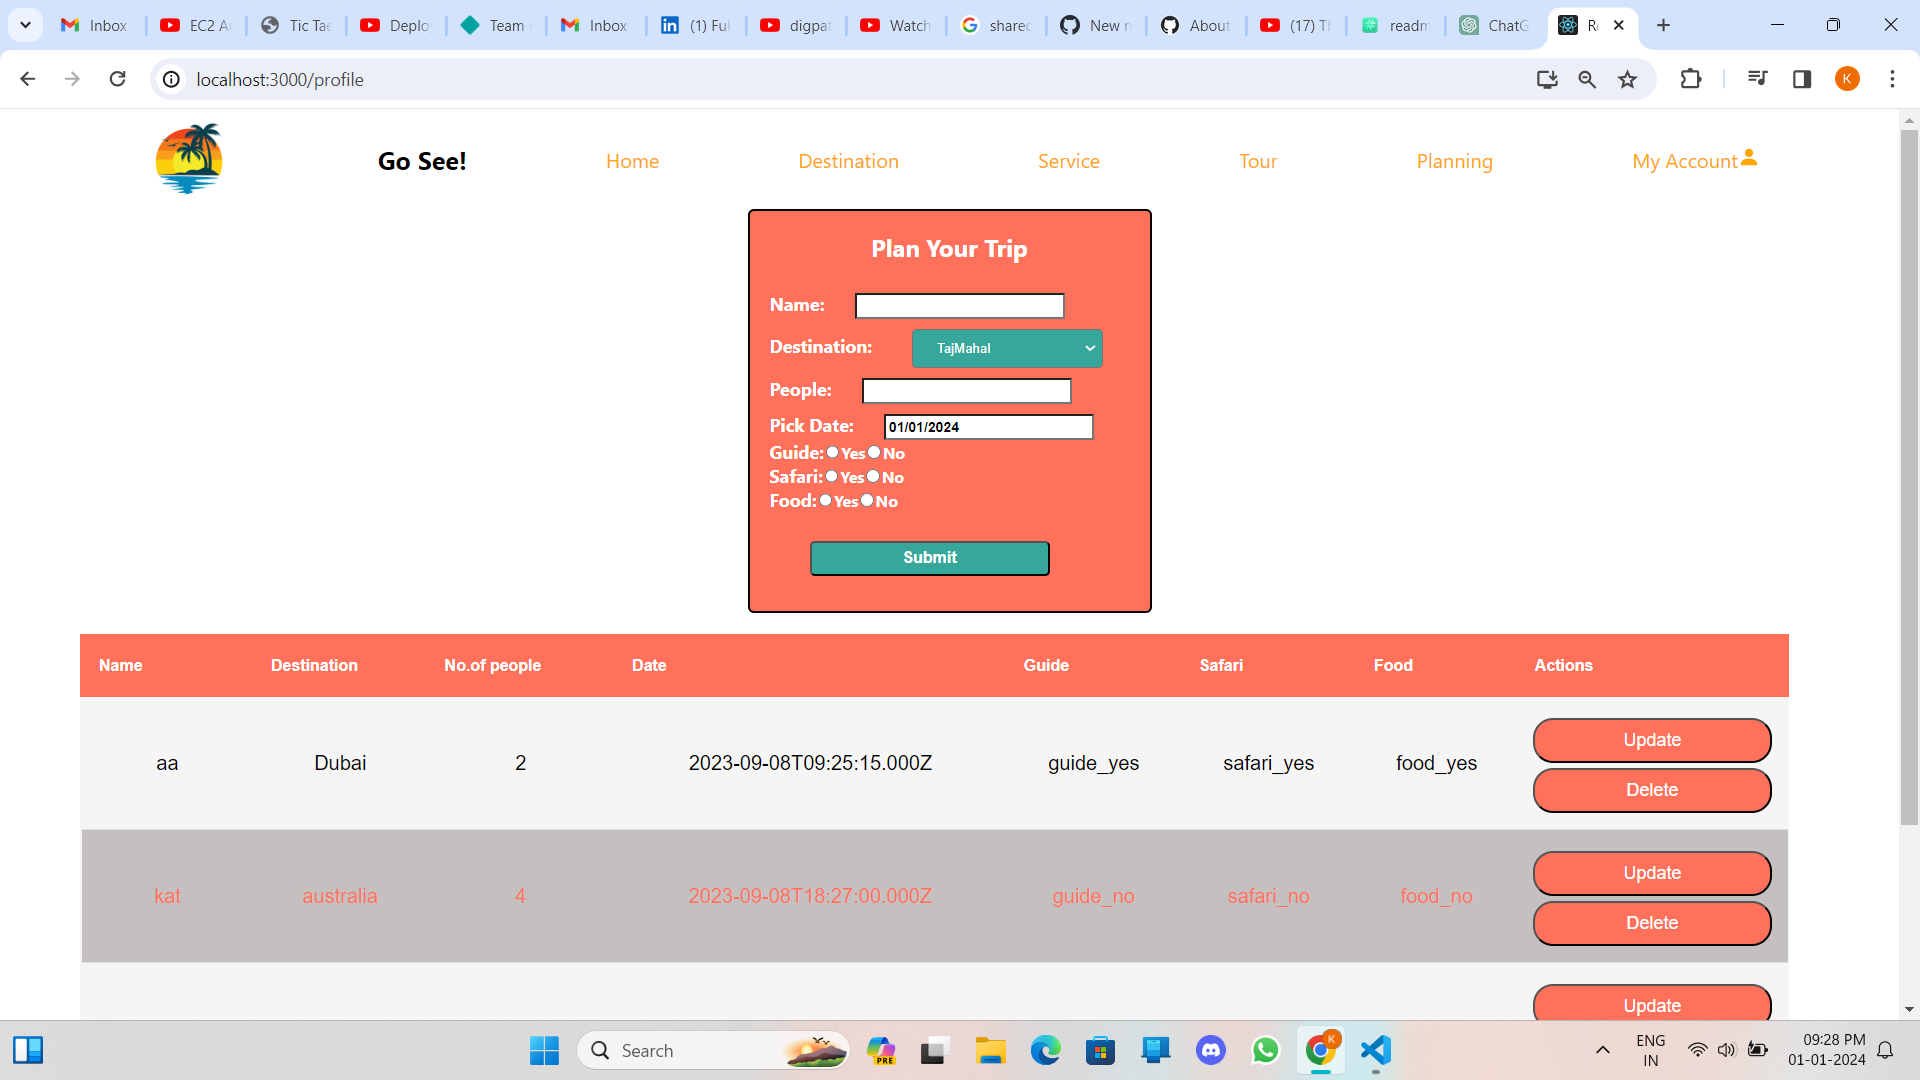 Inbox
EC2 A
Tic Tae
Deplo
Team
Inbox
(1) Ful
digpat
Watch
sharec
New r
About
(17) Tl
readm
ChatG
Re
localhost:3000/profile
K
Go See!
Home
Destination
Service
Tour
Planning
My Account
Plan Your Trip
Name:
Destination: TajMahal
People:
Pick Date: 01/01/2024
Guide: Yes No
Safari: Yes No
Food: Yes No
Submit
Name Destination No.of people Date Guide Safari Food Actions
aa Dubai 2 2023-09-08T09:25:15.000Z guide_yes safari_yes food_yes
Update
Delete
kat australia 4 2023-09-08T18:27:00.000Z guide_no safari_no food_no
Update
Delete
Update
Search
PRE
K
ENG
IN
09:28 PM
01-01-2024